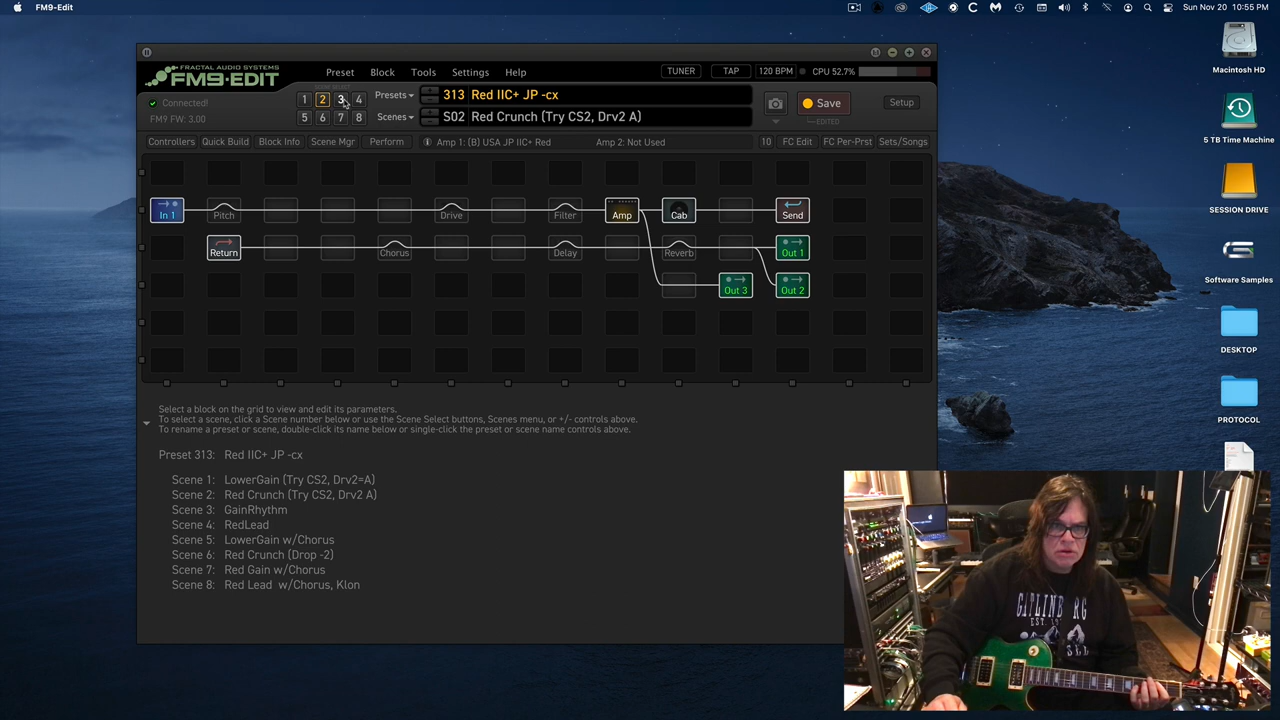 FM9-Edit
Sun Nov 20 10:55 PM
FRACTAL AUDIO SYSTEMS
FM9-EDIT
Preset Block Tools Settings Help
TUNER TAP 120 BPM CPU 52.7%
Connected!
FM9 FW: 3.00
1 2 3 4
5 6 7 8
Presets 313 Red IIC+ JP -cx
Scenes S02 Red Crunch (Try CS2, Drv2 A)
Save
EDITED
Setup
Controllers Quick Build Block Info Scene Mgr Perform Amp 1: (B) USA JP IIC+ Red Amp 2: Not Used 10 FC Edit FC Per-Prst Sets/Songs
In 1 Pitch Drive Filter Amp Cab Send
Return Chorus Delay Reverb Out 1
Out 3 Out 2
Select a block on the grid to view and edit its parameters.
To select a scene, click a Scene number below or use the Scene Select buttons, Scenes menu, or +/- controls above.
To rename a preset or scene, double-click its name below or single-click the preset or scene name controls above.
Preset 313: Red IIC+ JP -cx
Scene 1: LowerGain (Try CS2, Drv2=A)
Scene 2: Red Crunch (Try CS2, Drv2 A)
Scene 3: GainRhythm
Scene 4: RedLead
Scene 5: LowerGain w/Chorus
Scene 6: Red Crunch (Drop -2)
Scene 7: Red Gain w/Chorus
Scene 8: Red Lead w/Chorus, Klon
Macintosh HD
5 TB Time Machine
SESSION DRIVE
Software Samples
DESKTOP
PROTOCOL